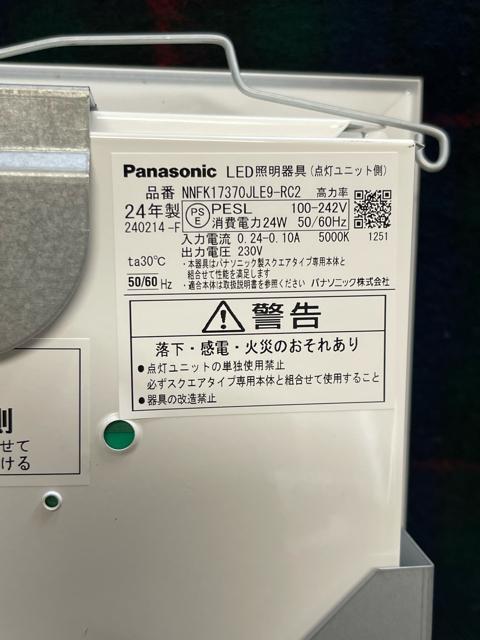 Panasonic LED照明器具 (点灯ユニット側)
品番 NNFK17370JLE9-RC2 高力率
24年製 PS E PESL 100-242V
240214 -F 消費電力24W 50/60Hz
入力電流 0.24-0.10A 5000K 1251
ta30℃ 出力電圧 230V
・本器具はパナソニック製スクエアタイプ専用本体と
組合せて性能を満足します
50/60 Hz ・適合本体は取扱説明書を参照ください パナソニック株式会社
警告
落下・感電・火災のおそれあり
●点灯ユニットの単独使用禁止
必ずスクエアタイプ専用本体と組合せて使用すること
●器具の改造禁止
則
せて
ける